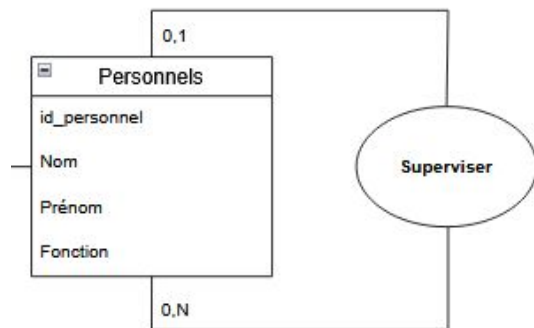 0,1
Personnels
id_personnel
Nom
Superviser
Prénom
Fonction
0,N